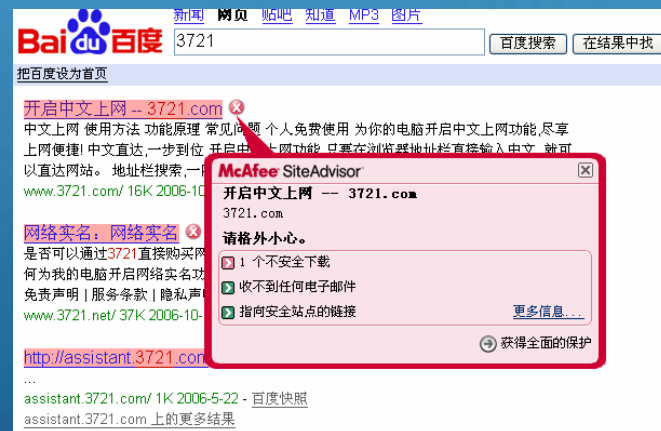 新闻 网页 贴吧 知道 MP3 图片
Bai du 百度 3721 百度搜索 在结果中找
把百度设为首页
开启中文上网 -- 3721.com
中文上网 使用方法 功能原理 常见问题 个人免费使用 为你的电脑开启中文上网功能,尽享
上网便捷! 中文直达,一步到位 开启中文上网功能,只要在浏览器地址栏直接输入中文,就可
以直达网站。 地址栏搜索,一
www.3721.com/ 16K 2006-10
McAfee SiteAdvisor
开启中文上网 -- 3721.com
3721.com
请格外小心。
1 个不安全下载
收不到任何电子邮件
指向安全站点的链接
更多信息...
获得全面的保护
网络实名：网络实名
是否可以通过3721直接购买网
何为我的电脑开启网络实名功
免责声明 | 服务条款 | 隐私声
www.3721.net/ 37K 2006-10-
http://assistant.3721.com
...
assistant.3721.com/ 1K 2006-5-22 - 百度快照
assistant.3721.com 上的更多结果